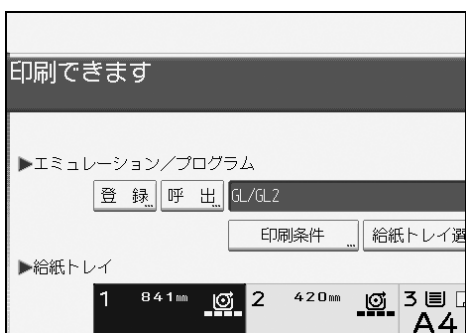 印刷できます
▶エミュレーション／プログラム
登 録 呼 出 GL/GL2
印刷条件 給紙トレイ選
▶給紙トレイ
1 841mm 2 420mm 3
A4